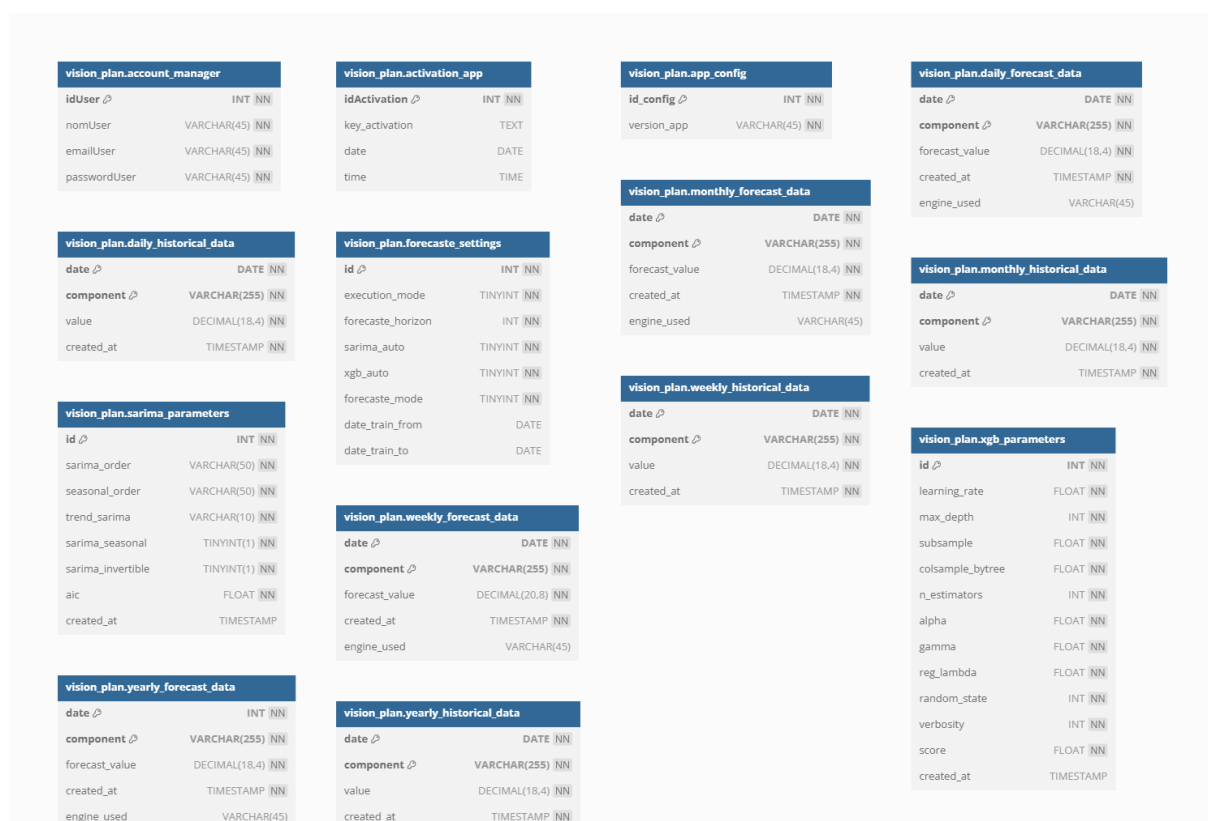 vision_plan.account_manager
idUser INT NN
nomUser VARCHAR(45) NN
emailUser VARCHAR(45) NN
passwordUser VARCHAR(45) NN
vision_plan.activation_app
idActivation INT NN
key_activation TEXT
date DATE
time TIME
vision_plan.app_config
id_config INT NN
version_app VARCHAR(45) NN
vision_plan.daily_forecast_data
date DATE NN
component VARCHAR(255) NN
forecast_value DECIMAL(18,4) NN
created_at TIMESTAMP NN
engine_used VARCHAR(45)
vision_plan.daily_historical_data
date DATE NN
component VARCHAR(255) NN
value DECIMAL(18,4) NN
created_at TIMESTAMP NN
vision_plan.forecaste_settings
id INT NN
execution_mode TINYINT NN
forecaste_horizon INT NN
sarima_auto TINYINT NN
xgb_auto TINYINT NN
forecaste_mode TINYINT NN
date_train_from DATE
date_train_to DATE
vision_plan.monthly_forecast_data
date DATE NN
component VARCHAR(255) NN
forecast_value DECIMAL(18,4) NN
created_at TIMESTAMP NN
engine_used VARCHAR(45)
vision_plan.monthly_historical_data
date DATE NN
component VARCHAR(255) NN
value DECIMAL(18,4) NN
created_at TIMESTAMP NN
vision_plan.sarima_parameters
id INT NN
sarima_order VARCHAR(50) NN
seasonal_order VARCHAR(50) NN
trend_sarima VARCHAR(10) NN
sarima_seasonal TINYINT(1) NN
sarima_invertible TINYINT(1) NN
aic FLOAT NN
created_at TIMESTAMP
vision_plan.weekly_forecast_data
date DATE NN
component VARCHAR(255) NN
forecast_value DECIMAL(20,8) NN
created_at TIMESTAMP NN
engine_used VARCHAR(45)
vision_plan.weekly_historical_data
date DATE NN
component VARCHAR(255) NN
value DECIMAL(18,4) NN
created_at TIMESTAMP NN
vision_plan.xgb_parameters
id INT NN
learning_rate FLOAT NN
max_depth INT NN
subsample FLOAT NN
colsample_bytree FLOAT NN
n_estimators INT NN
alpha FLOAT NN
gamma FLOAT NN
reg_lambda FLOAT NN
random_state INT NN
verbosity INT NN
score FLOAT NN
created_at TIMESTAMP
vision_plan.yearly_forecast_data
date INT NN
component VARCHAR(255) NN
forecast_value DECIMAL(18,4) NN
created_at TIMESTAMP NN
engine_used VARCHAR(45)
vision_plan.yearly_historical_data
date DATE NN
component VARCHAR(255) NN
value DECIMAL(18,4) NN
created_at TIMESTAMP NN